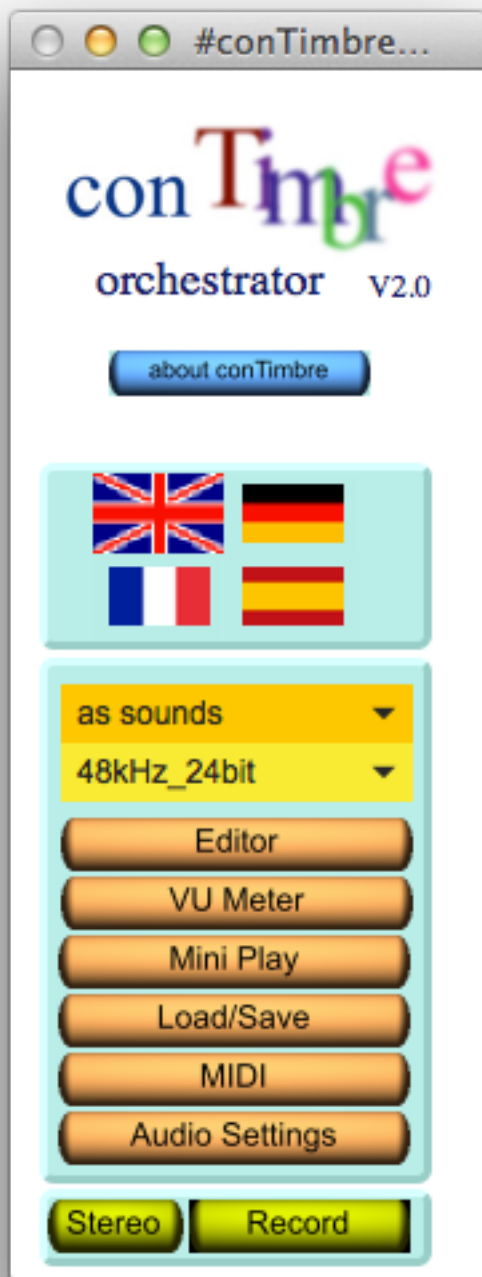 #conTimbre...
conTimbre
orchestrator V2.0
about conTimbre
as sounds
48kHz_24bit
Editor
VU Meter
Mini Play
Load/Save
MIDI
Audio Settings
Stereo Record